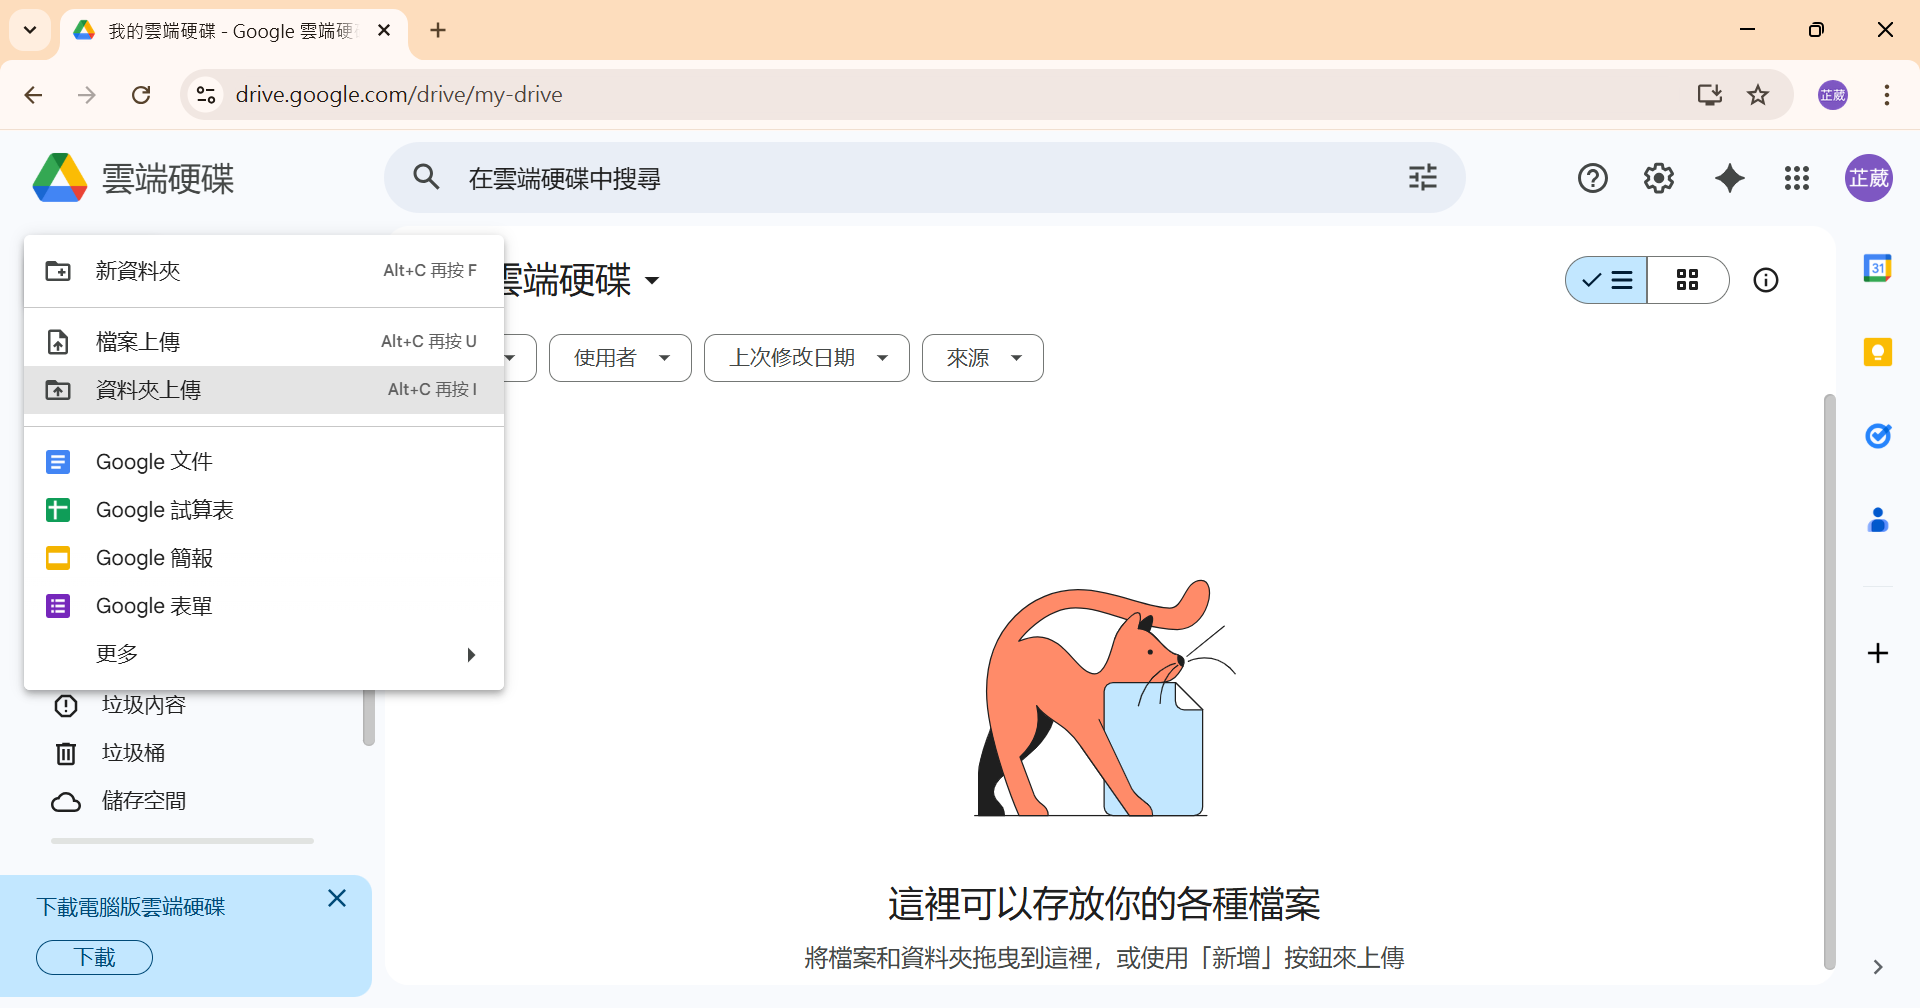 我的雲端硬碟 - Google 雲端硬
drive.google.com/drive/my-drive
芷葳
雲端硬碟
在雲端硬碟中搜尋
芷葳
新資料夾 Alt+C 再按 F
檔案上傳 Alt+C 再按 U
資料夾上傳 Alt+C 再按 I
Google 文件
Google 試算表
Google 簡報
Google 表單
更多
雲端硬碟
使用者
上次修改日期
來源
31
垃圾內容
垃圾桶
儲存空間
下載電腦版雲端硬碟
下載
這裡可以存放你的各種檔案
將檔案和資料夾拖曳到這裡，或使用「新增」按鈕來上傳